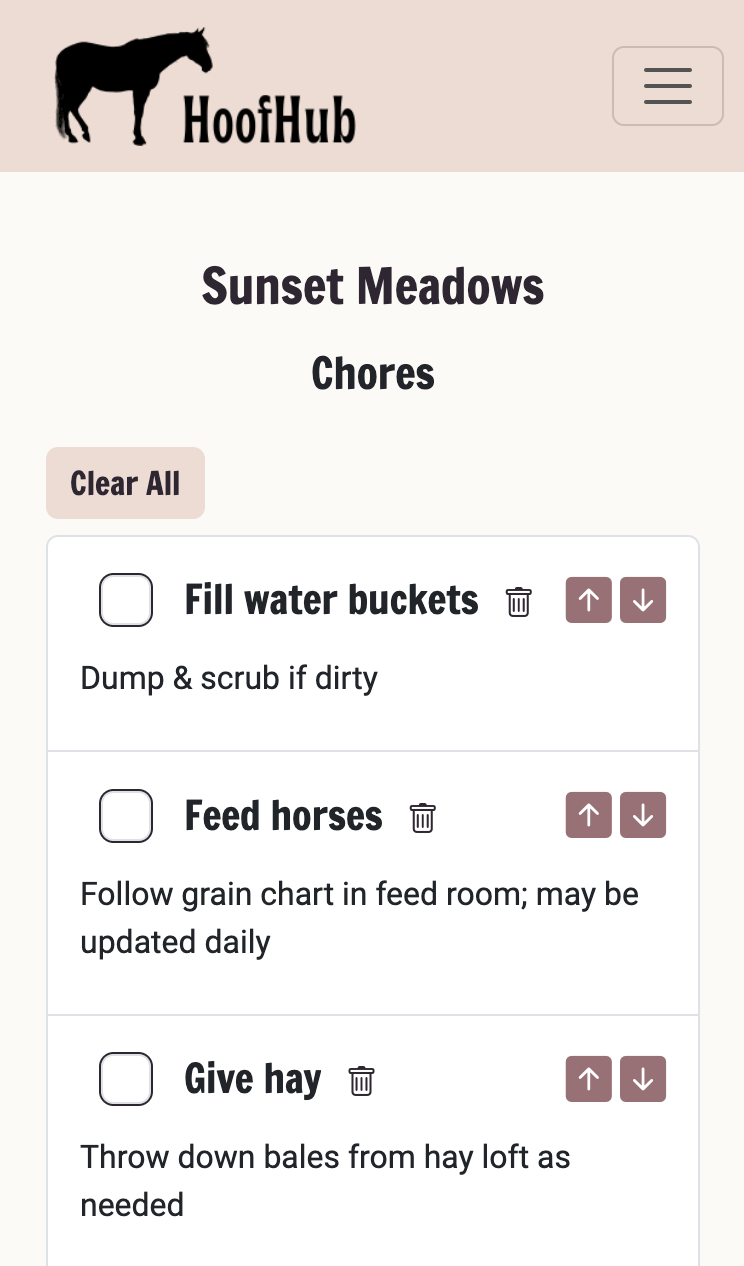 HoofHub
Sunset Meadows
Chores
Clear All
Fill water buckets
Dump & scrub if dirty
Feed horses
Follow grain chart in feed room; may be
updated daily
Give hay
Throw down bales from hay loft as
needed